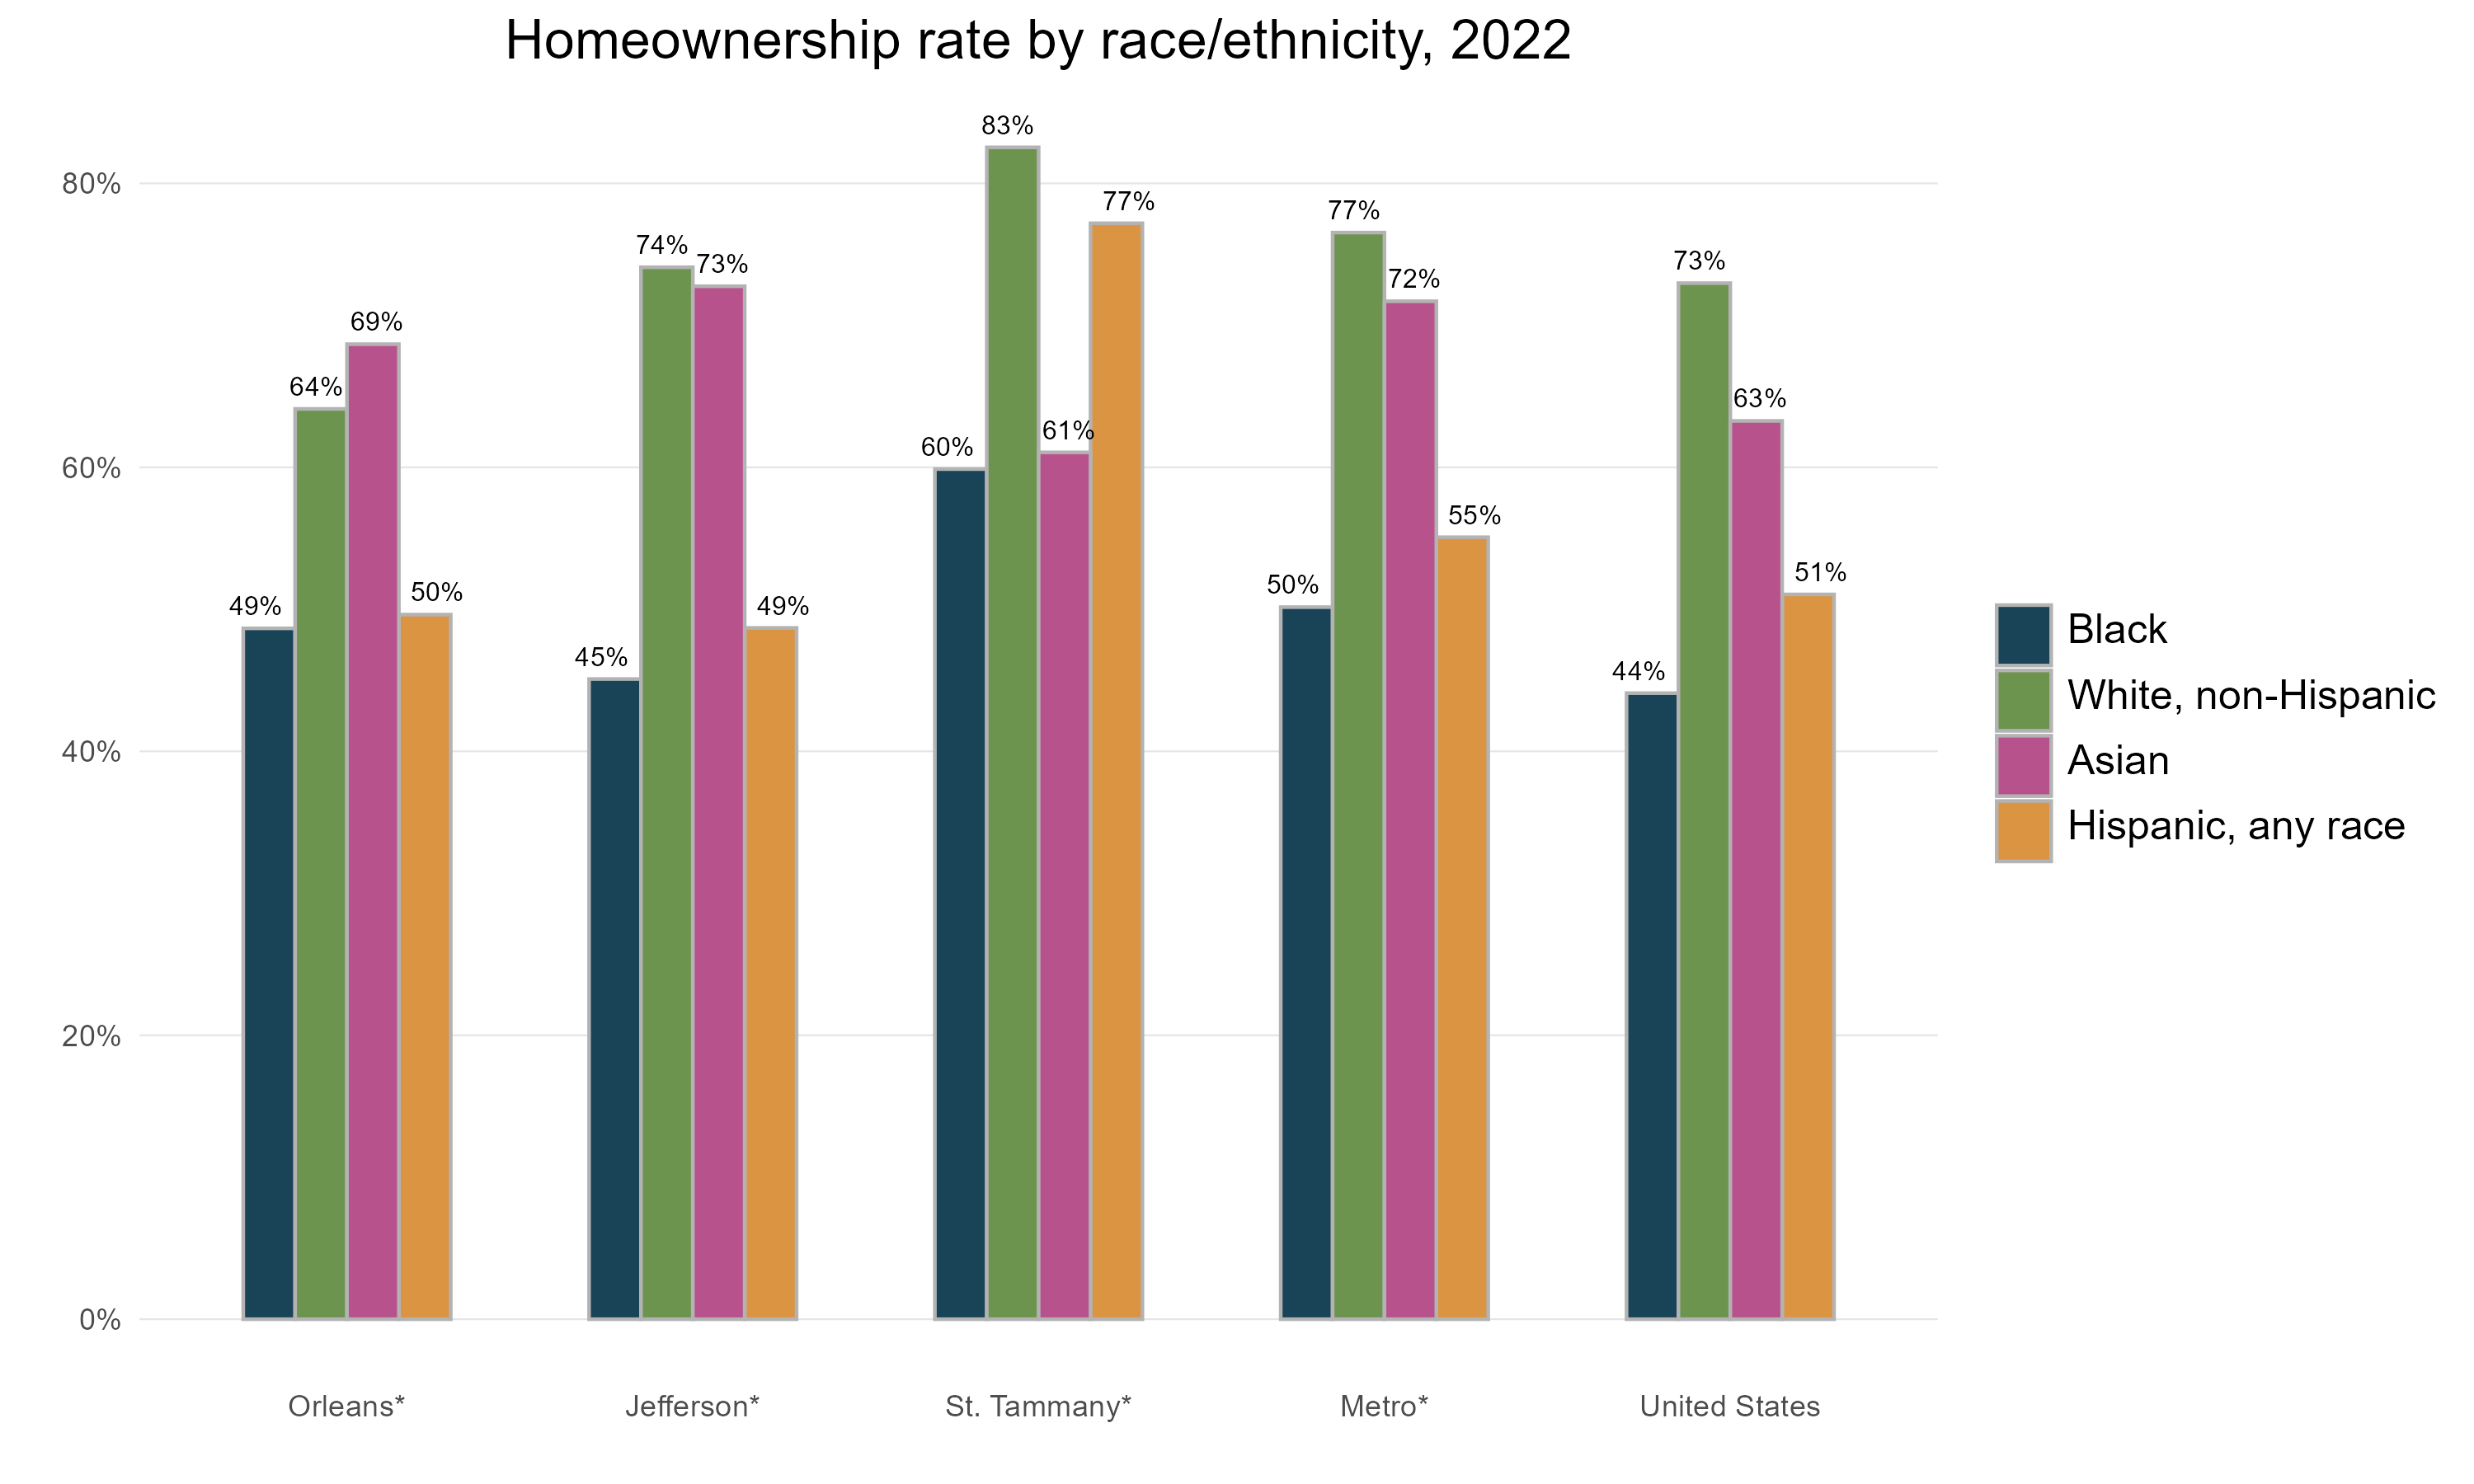 Homeownership rate by race/ethnicity, 2022
80%
60%
40%
20%
0%
49%
64%
69%
50%
45%
74%
73%
49%
60%
83%
61%
77%
50%
77%
72%
55%
44%
73%
63%
51%
Orleans*
Jefferson*
St. Tammany*
Metro*
United States
Black
White, non-Hispanic
Asian
Hispanic, any race